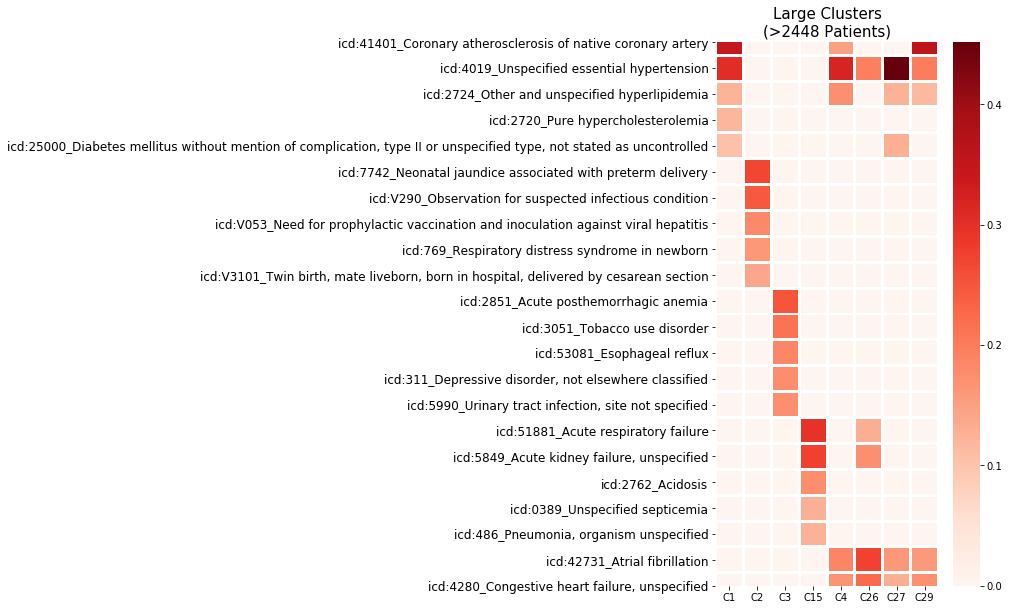 Large Clusters
(>2448 Patients)
icd:41401_Coronary atherosclerosis of native coronary artery
icd:4019_Unspecified essential hypertension
icd:2724_Other and unspecified hyperlipidemia
icd:2720_Pure hypercholesterolemia
icd:25000_Diabetes mellitus without mention of complication, type II or unspecified type, not stated as uncontrolled
icd:7742_Neonatal jaundice associated with preterm delivery
icd:V290_Observation for suspected infectious condition
icd:V053_Need for prophylactic vaccination and inoculation against viral hepatitis
icd:769_Respiratory distress syndrome in newborn
icd:V3101_Twin birth, mate liveborn, born in hospital, delivered by cesarean section
icd:2851_Acute posthemorrhagic anemia
icd:3051_Tobacco use disorder
icd:53081_Esophageal reflux
icd:311_Depressive disorder, not elsewhere classified
icd:5990_Urinary tract infection, site not specified
icd:51881_Acute respiratory failure
icd:5849_Acute kidney failure, unspecified
icd:2762_Acidosis
icd:0389_Unspecified septicemia
icd:486_Pneumonia, organism unspecified
icd:42731_Atrial fibrillation
icd:4280_Congestive heart failure, unspecified
C1 C2 C3 C15 C4 C26 C27 C29
0.4
0.3
0.2
0.1
0.0